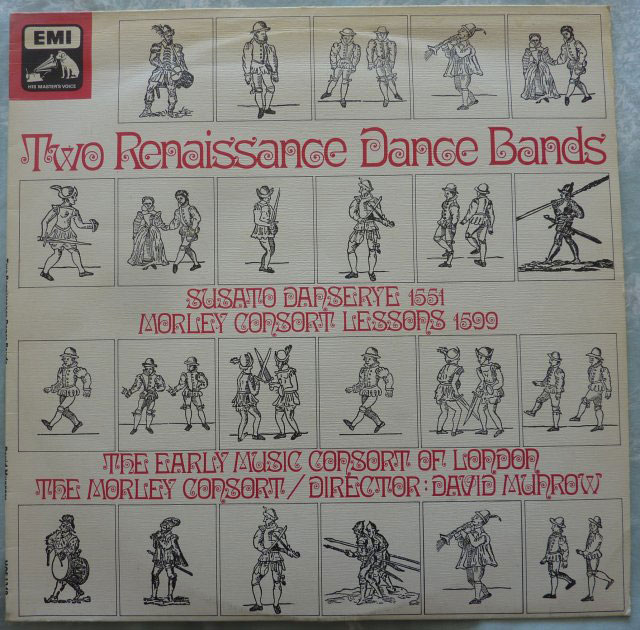 EMI
HIS MASTER'S VOICE
Two Renaissance Dance Bands
SUSATO DANSERYE 1551
MORLEY CONSORT LESSONS 1599
THE EARLY MUSIC CONSORT OF LONDON
THE MORLEY CONSORT / DIRECTOR: DAVID MUNROW